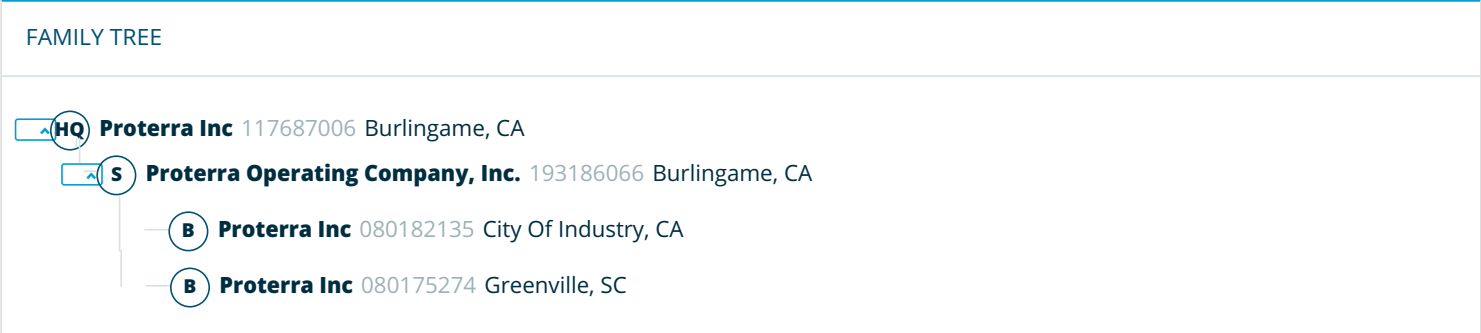 FAMILY TREE
HQ Proterra Inc 117687006 Burlingame, CA
S Proterra Operating Company, Inc. 193186066 Burlingame, CA
B Proterra Inc 080182135 City Of Industry, CA
B Proterra Inc 080175274 Greenville, SC